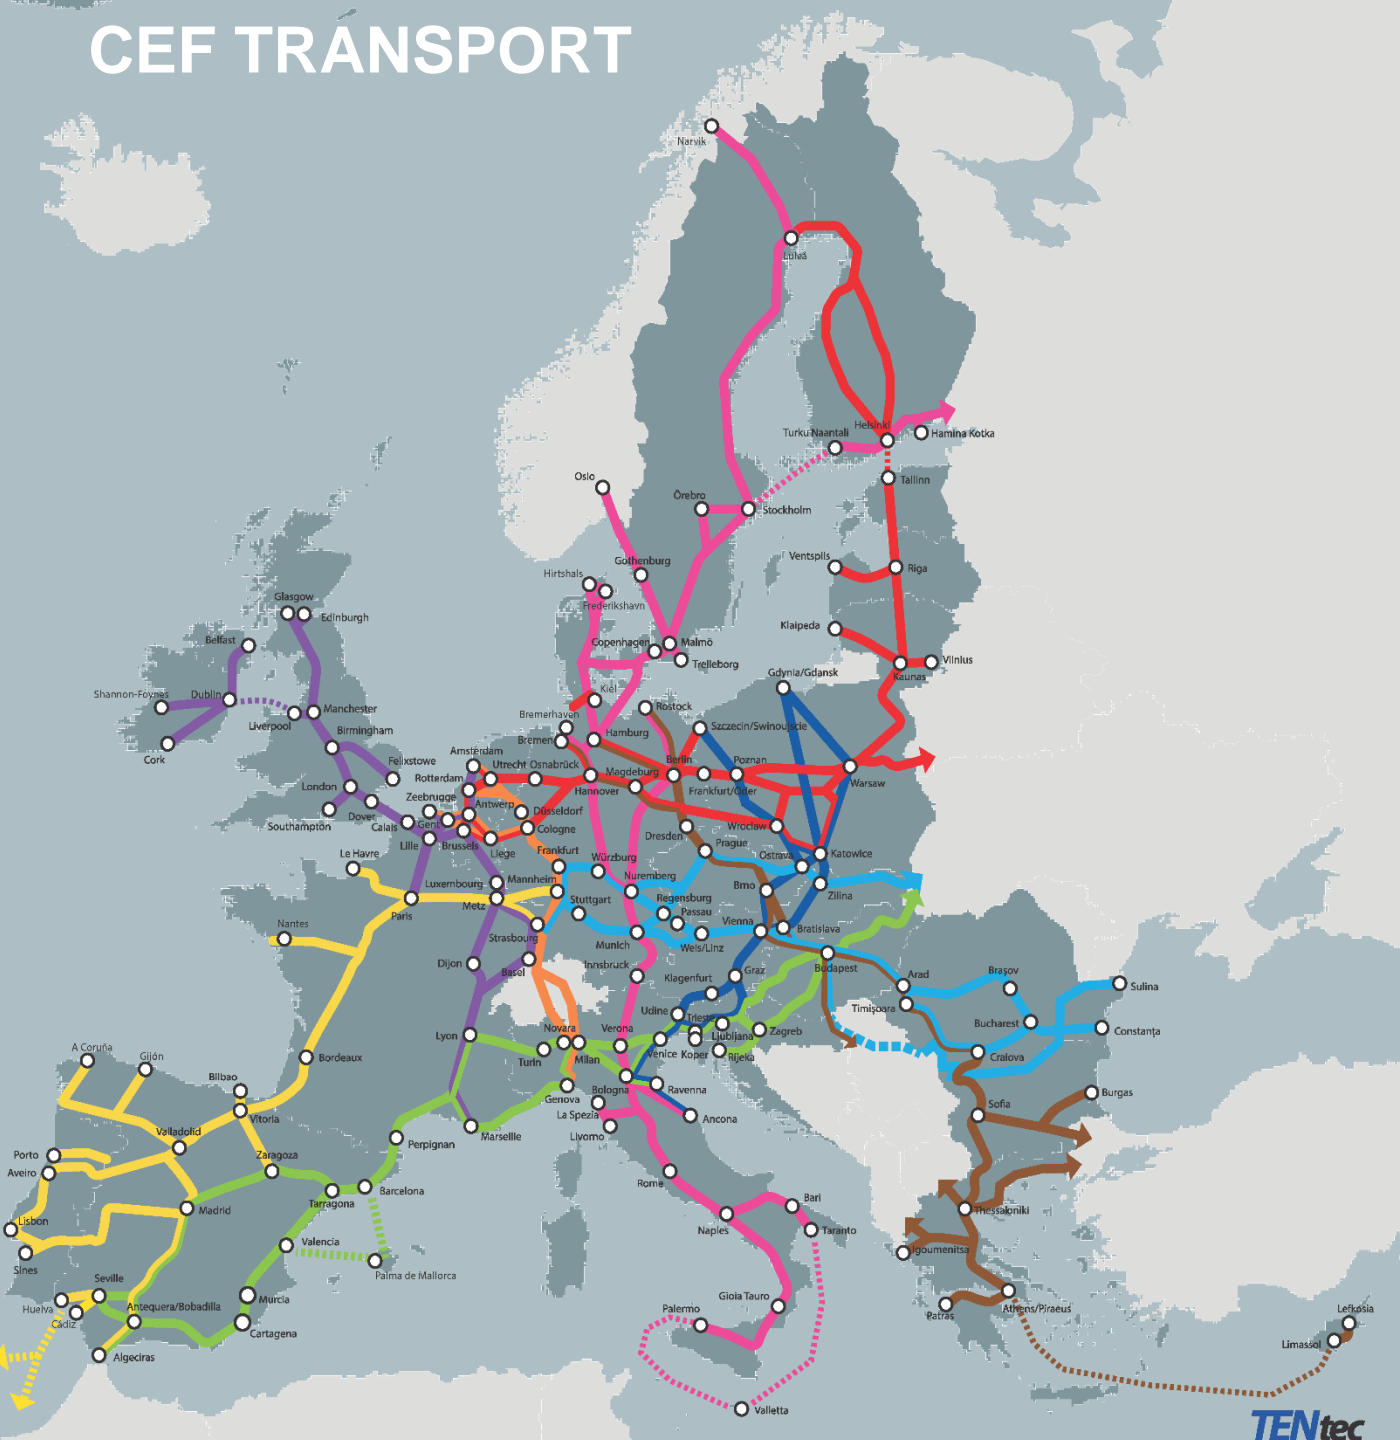 CEF TRANSPORT
Narvik
Luleå
Helsinki
Turku Naantali
Hamina Kotka
Oslo
Tallinn
Örebro
Stockholm
Ventspils
Gothenburg
Riga
Hirtshals
Frederikshavn
Glasgow
Edinburgh
Klaipeda
Belfast
Copenhagen
Malmö
Trelleborg
Vilnius
Kaunas
Gdynia/Gdansk
Shannon-Foynes
Dublin
Kiel
Rostock
Liverpool
Manchester
Bremerhaven
Szczecin/Swinoujscie
Birmingham
Hamburg
Cork
Bremen
Amsterdam
Felixstowe
Utrecht
Osnabrück
Magdeburg
Berlin
Poznan
Rotterdam
London
Hannover
Frankfurt/Oder
Warsaw
Zeebrugge
Antwerp
Düsseldorf
Dover
Southampton
Calais
Gent
Cologne
Wroclaw
Lille
Brussels
Liege
Dresden
Prague
Le Havre
Frankfurt
Würzburg
Ostrava
Katowice
Luxembourg
Mannheim
Nuremberg
Brno
Metz
Stuttgart
Regensburg
Zilina
Paris
Passau
Nantes
Strasbourg
Munich
Wels/Linz
Vienna
Bratislava
Dijon
Basel
Innsbruck
Klagenfurt
Graz
Budapest
Arad
Braşov
Sulina
Timişoara
Udine
Trieste
Bucharest
Constanţa
Lyon
Novara
Verona
Ljubljana
Zagreb
A Coruña
Gijón
Bordeaux
Turin
Milan
Venice
Koper
Rijeka
Craiova
Bilbao
Genova
Bologna
Ravenna
Burgas
Vitoria
La Spezia
Ancona
Sofia
Valladolid
Marseille
Livorno
Perpignan
Porto
Zaragoza
Aveiro
Rome
Barcelona
Tarragona
Madrid
Bari
Thessaloniki
Lisbon
Naples
Taranto
Valencia
Igoumenitsa
Sines
Palma de Mallorca
Seville
Murcia
Gioia Tauro
Huelva
Antequera/Bobadilla
Palermo
Patras
Athens/Piraeus
Lefkosia
Cádiz
Cartagena
Limassol
Algeciras
Valletta
TENtec